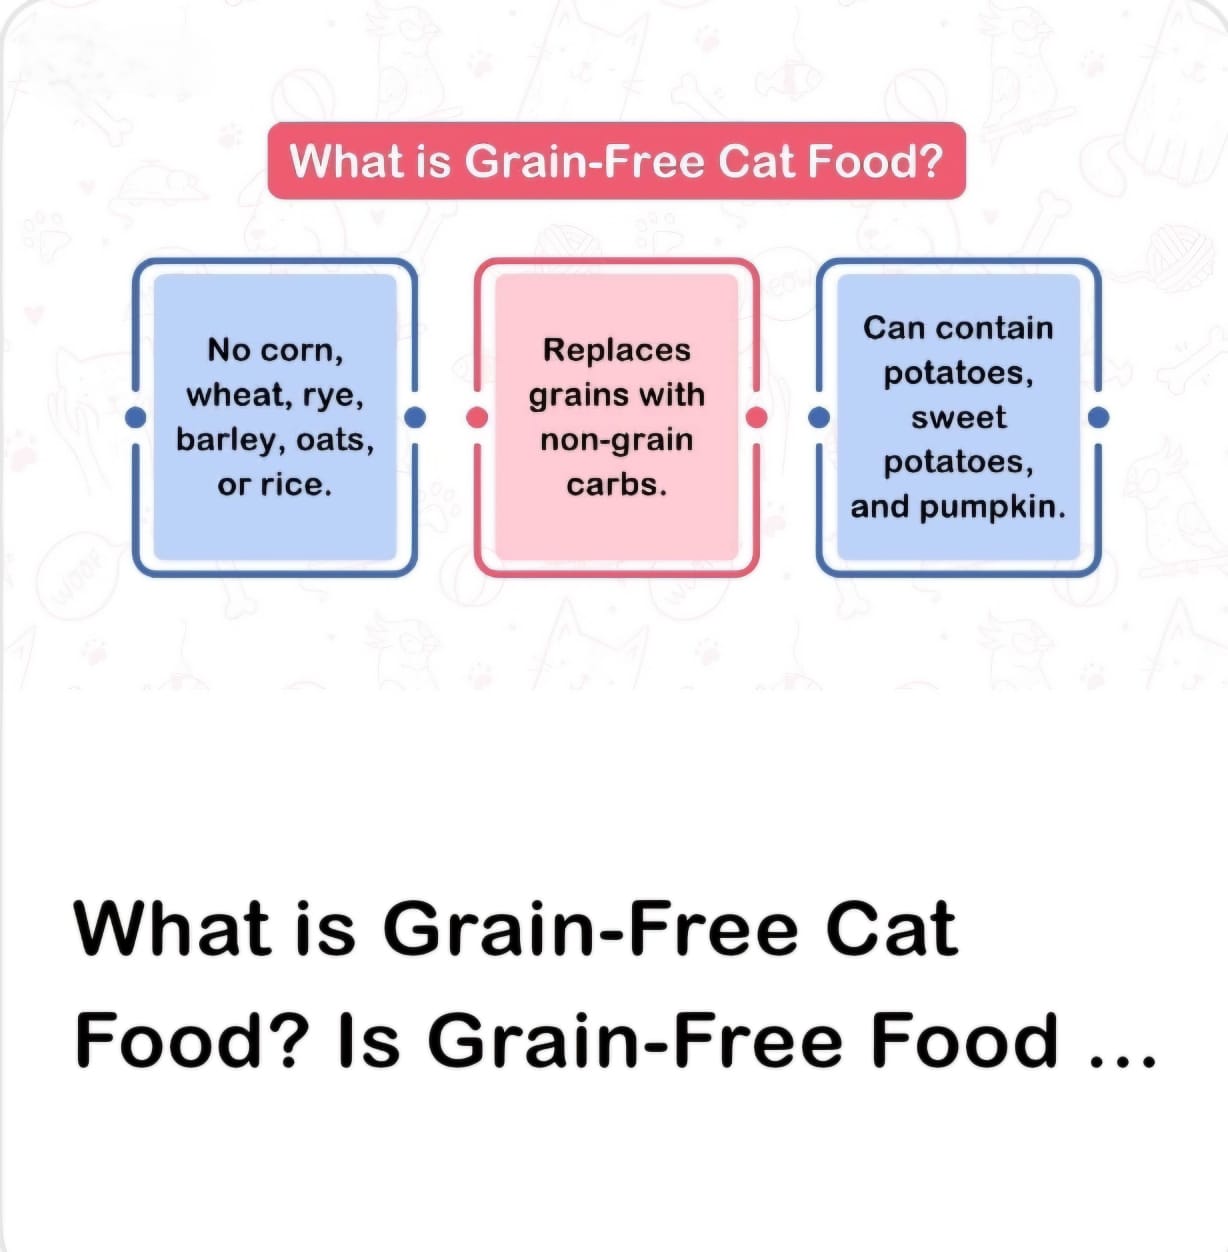 What is Grain-Free Cat Food?
No corn,
wheat, rye,
barley, oats,
or rice.
Replaces
grains with
non-grain
carbs.
Can contain
potatoes,
sweet
potatoes,
and pumpkin.
WOOF
What is Grain-Free Cat
Food? Is Grain-Free Food ...